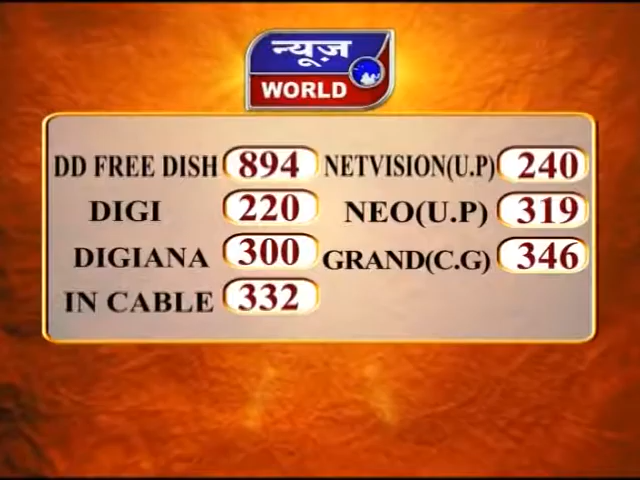 न्यूज़
WORLD
DD FREE DISH 894 NETVISION(U.P) 240
DIGI 220 NEO(U.P) 319
DIGIANA 300 GRAND(C.G) 346
IN CABLE 332